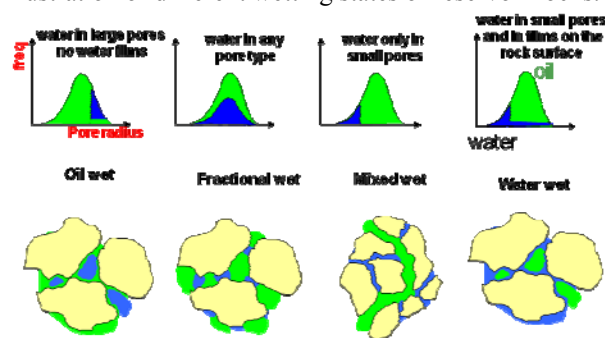 water in large pores
no water films
water in any
pore type
water only in
small pores
water in small pores
and in films on the
rock surface
freq
oil
Pore radius
water
Oil wet
Fractional wet
Mixed wet
Water wet